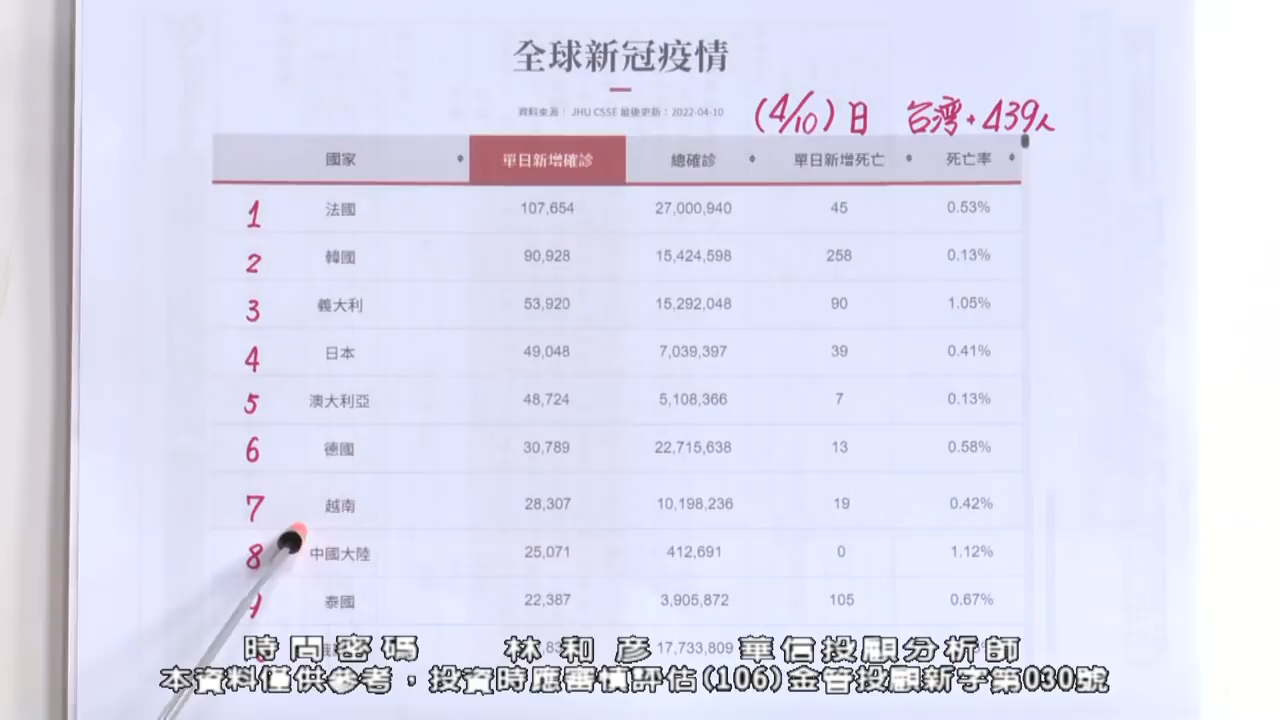 全球新冠疫情
資料來源： JHU CSSE 最後更新：2022-04-10
(4/10)日 台灣+439人
國家 單日新增確診 總確診 單日新增死亡 死亡率
1 法國 107,654 27,000,940 45 0.53%
2 韓國 90,928 15,424,598 258 0.13%
3 義大利 53,920 15,292,048 90 1.05%
4 日本 49,048 7,039,397 39 0.41%
5 澳大利亞 48,724 5,108,366 7 0.13%
6 德國 30,789 22,715,638 13 0.58%
7 越南 28,307 10,198,236 19 0.42%
8 中國大陸 25,071 412,691 0 1.12%
9 泰國 22,387 3,905,872 105 0.67%
17,733,809
時間密碼 林和彥 華信投顧分析師
本資料僅供參考，投資時應審慎評估(106)金管投顧新字第030號